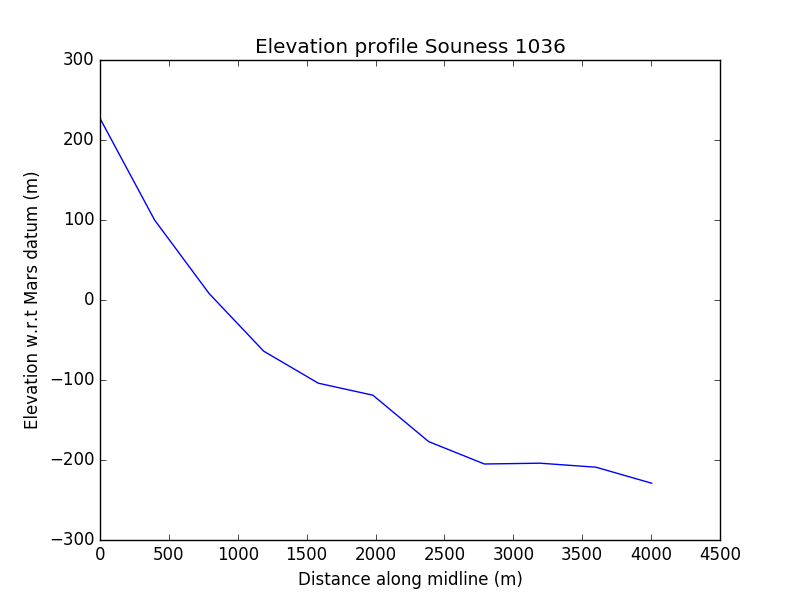 Elevation profile Souness 1036
300
200
100
0
−100
−200
−300
Elevation w.r.t Mars datum (m)
0 500 1000 1500 2000 2500 3000 3500 4000 4500
Distance along midline (m)